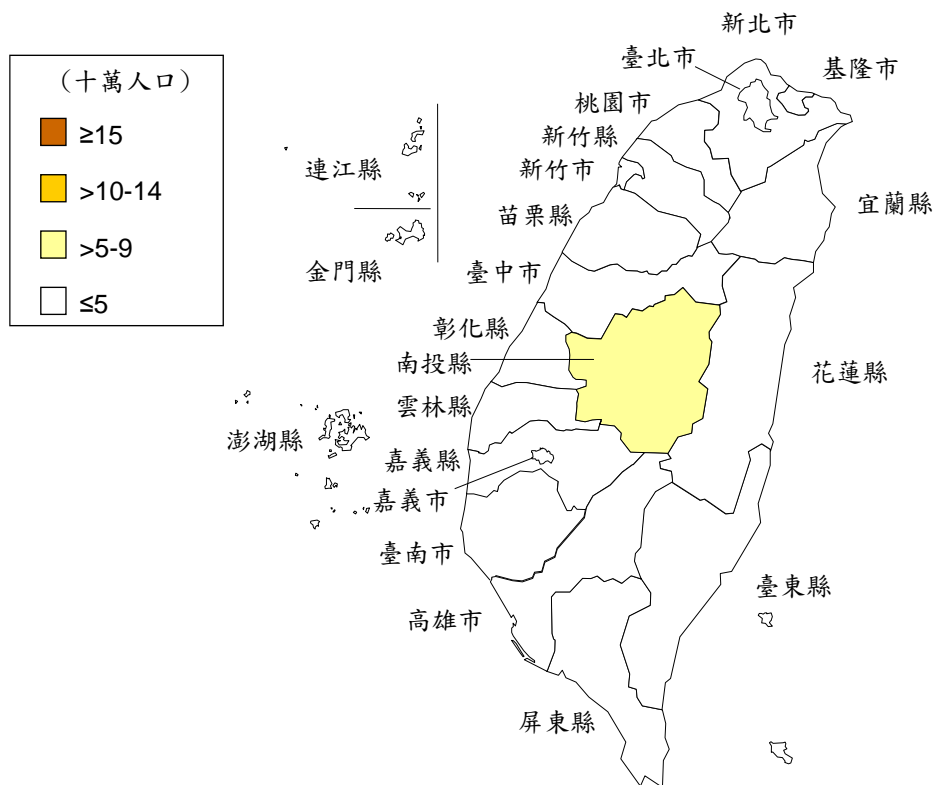 （十萬人口）
≥15
>10-14
>5-9
≤5
新北市
臺北市
基隆市
桃園市
新竹縣
新竹市
苗栗縣
宜蘭縣
連江縣
金門縣
臺中市
彰化縣
南投縣
花蓮縣
雲林縣
澎湖縣
嘉義縣
嘉義市
臺南市
臺東縣
高雄市
屏東縣